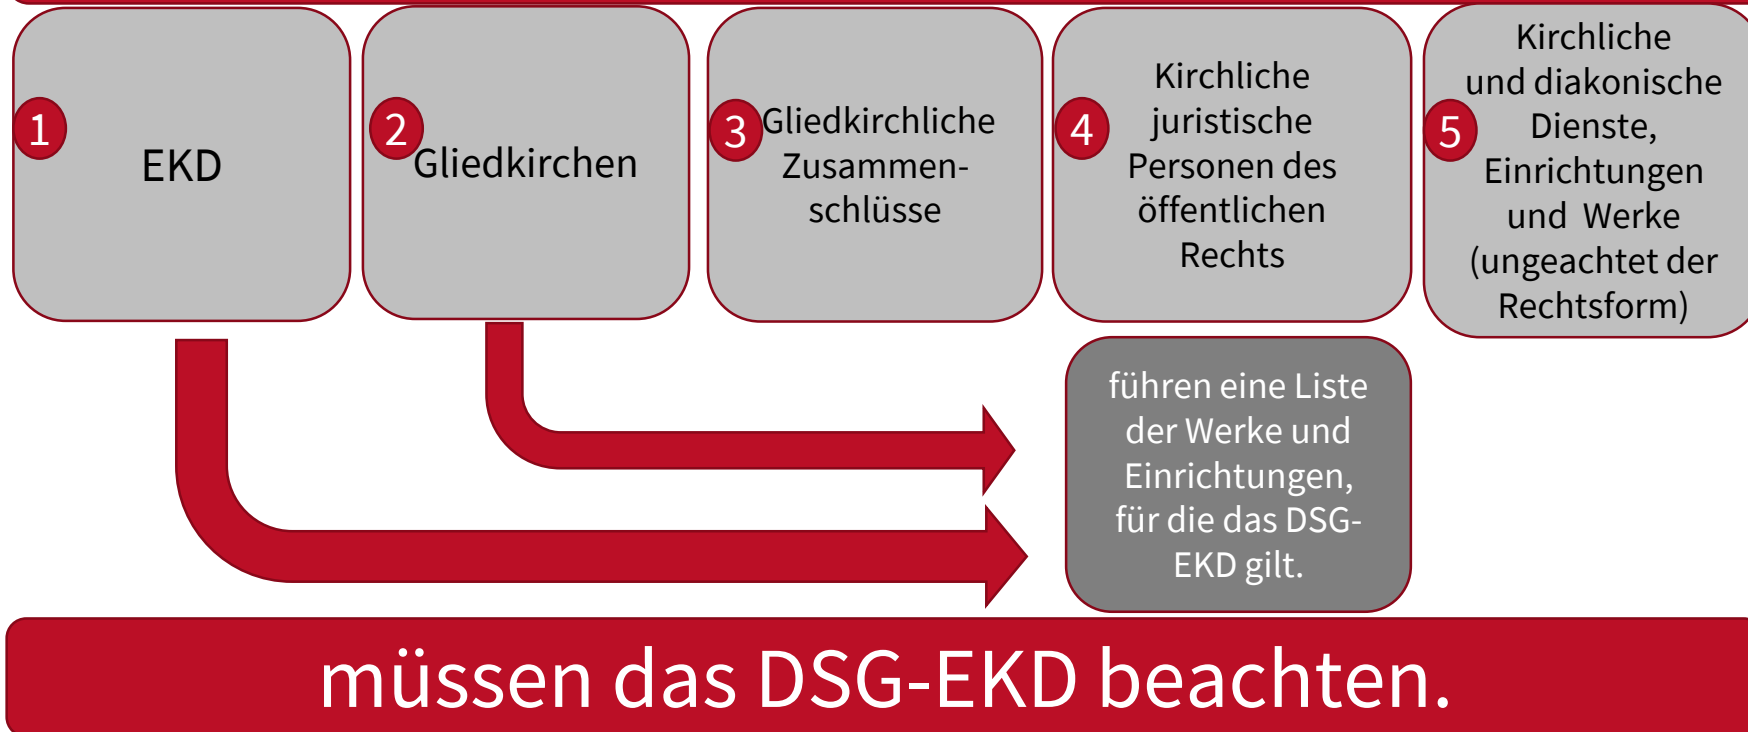 1
EKD
2
Gliedkirchen
3
Gliedkirchliche
Zusammen-
schlüsse
4
Kirchliche
juristische
Personen des
öffentlichen
Rechts
5
Kirchliche
und diakonische
Dienste,
Einrichtungen
und Werke
(ungeachtet der
Rechtsform)
führen eine Liste
der Werke und
Einrichtungen,
für die das DSG-
EKD gilt.
müssen das DSG-EKD beachten.